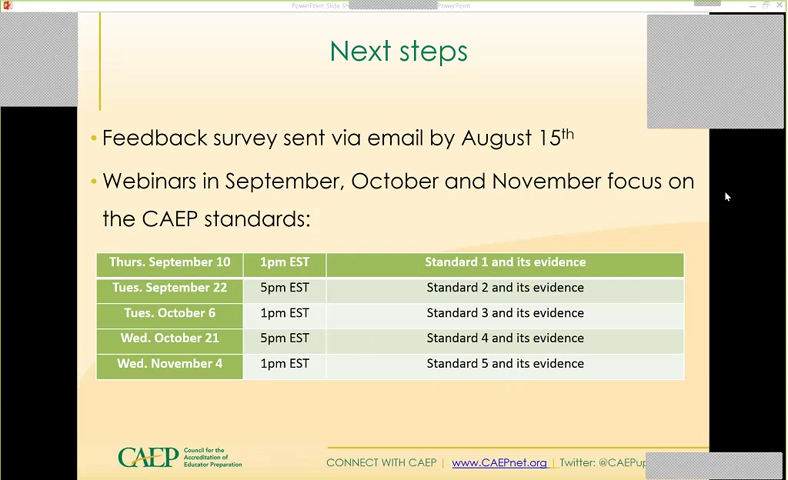 PowerPoint Slide Sh
PowerPoint
Next steps
• Feedback survey sent via email by August 15th
• Webinars in September, October and November focus on
the CAEP standards:
Thurs. September 10 1pm EST Standard 1 and its evidence
Tues. September 22 5pm EST Standard 2 and its evidence
Tues. October 6 1pm EST Standard 3 and its evidence
Wed. October 21 5pm EST Standard 4 and its evidence
Wed. November 4 1pm EST Standard 5 and its evidence
CAEP
Council for the
Accreditation of
Educator Preparation
CONNECT WITH CAEP | www.CAEPnet.org | Twitter: @CAEPup